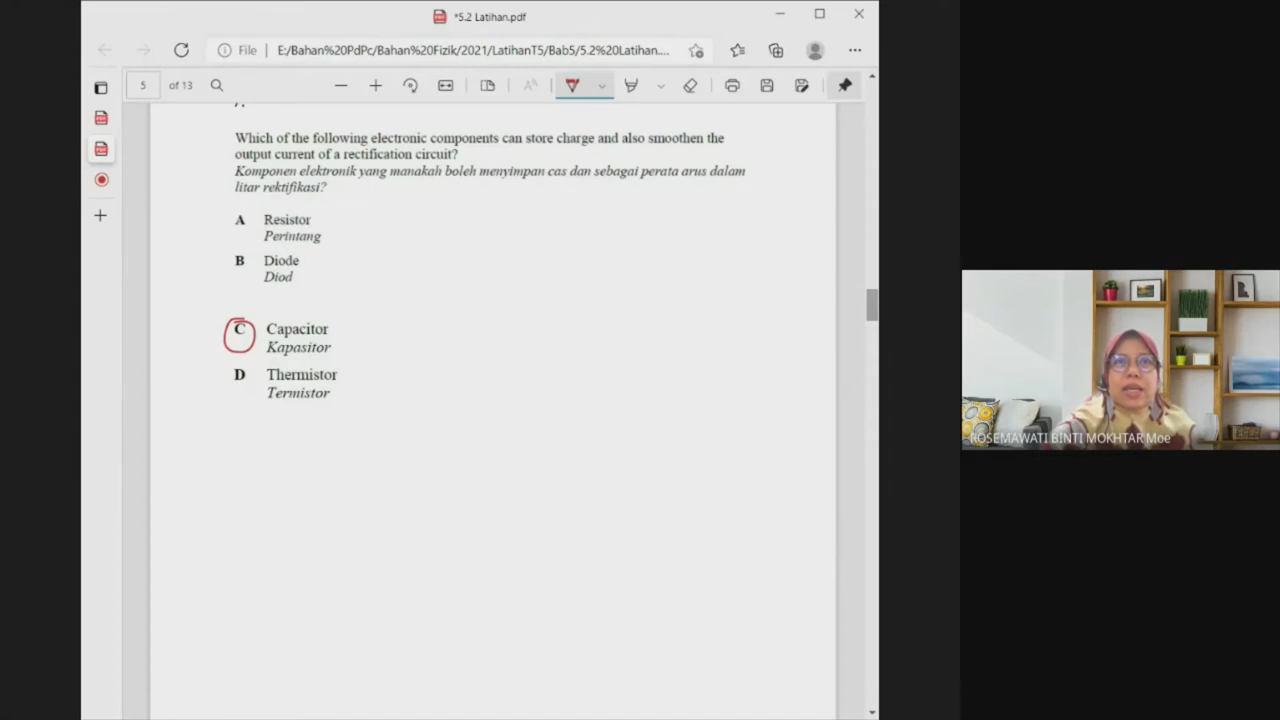 *5.2 Latihan.pdf
File | E:/Bahan%20PdPc/Bahan%20Fizik/2021/LatihanT5/Bab5/5.2%20Latihan....
5 of 13
Which of the following electronic components can store charge and also smoothen the
output current of a rectification circuit?
Komponen elektronik yang manakah boleh menyimpan cas dan sebagai perata arus dalam
litar rektifikasi?
A Resistor
Perintang
B Diode
Diod
C Capacitor
Kapasitor
D Thermistor
Termistor
ROSEMAWATI BINTI MOKHTAR Moe